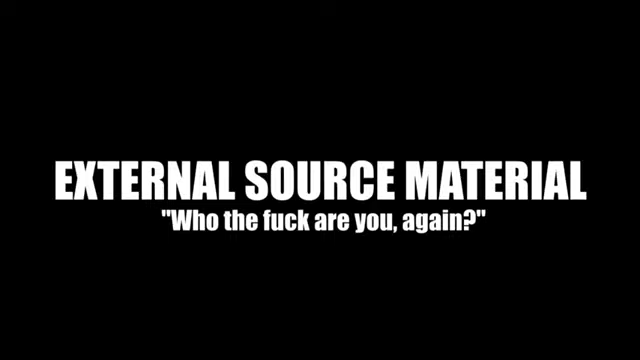 EXTERNAL SOURCE MATERIAL
"Who the fuck are you, again?"